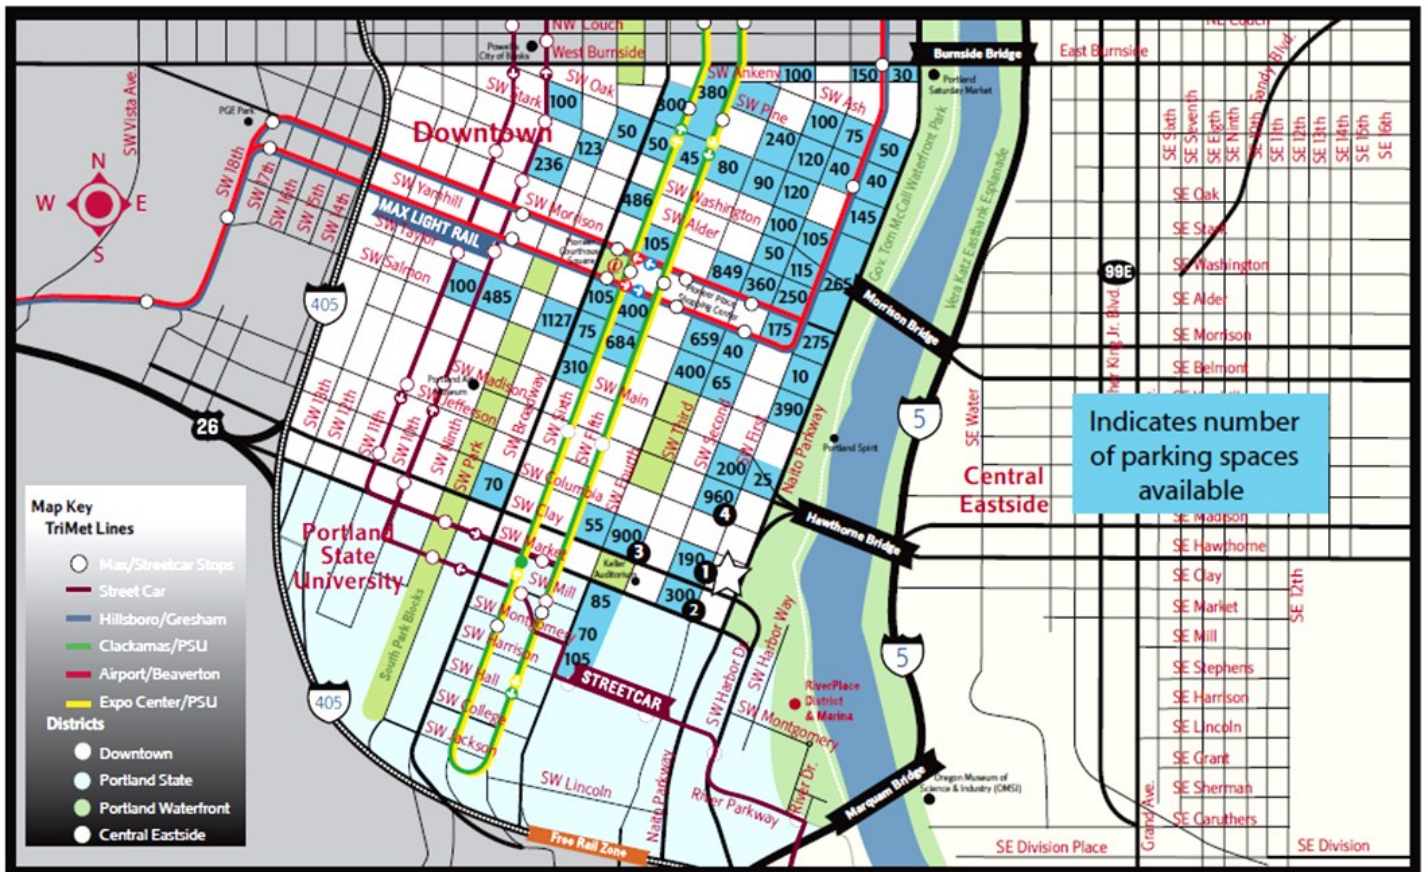 NW Couch
West Burnside
Powell's
City of Books
SW Vista Ave.
PGE Park
Downtown
SW Stark
SW Oak
SW Ankeny
SW Pine
SW Ash
100
150
30
380
300
100
50
123
236
50
45
80
240
100
75
50
120
40
40
90
120
145
486
100
105
50
115
105
849
360
250
265
175
275
105
400
75
684
659
40
10
400
65
390
310
1127
100
485
70
200
25
960
4
55
900
3
190
1
300
2
85
70
105
N
W
E
S
SW 18th
SW 17th
SW 16th
SW 15th
SW 14th
SW Yamhill
SW Morrison
SW Washington
SW Alder
MAX LIGHT RAIL
SW Taylor
SW Salmon
Pioneer
Courthouse
Square
Pioneer Place
Shopping Center
405
26
SW Madison
SW Jefferson
SW 13th
SW 12th
SW 11th
SW 10th
SW Ninth
SW Park
SW Broadway
SW Sixth
SW Fifth
SW Fourth
SW Third
SW Second
SW First
Naito Parkway
SW Main
SW Columbia
SW Clay
SW Market
SW Mill
SW Montgomery
SW Harrison
SW Hall
SW College
SW Jackson
SW Lincoln
Keller
Auditorium
Portland
State
University
South Park Blocks
405
STREETCAR
Free Rail Zone
Naito Parkway
River Parkway
SW Harbor Dr.
SW Harbor Way
SW Montgomery
River Dr.
RiverPlace
District
& Marina
Portland Spirit
Burnside Bridge
Portland
Saturday Market
Gov. Tom McCall Waterfront Park
Vera Katz Eastbank Esplanade
Morrison Bridge
Hawthorne Bridge
Marquam Bridge
Oregon Museum of
Science & Industry (OMSI)
5
5
East Burnside
NE Couch
99E
SE Sixth
SE Seventh
SE Eigth
SE Ninth
SE 10th
SE 11th
SE 12th
SE 13th
SE 14th
SE 15th
SE 16th
SE Oak
SE Stark
SE Washington
SE Alder
SE Morrison
SE Belmont
SE Water
Central
Eastside
Indicates number
of parking spaces
available
SE Madison
SE Hawthorne
SE Clay
SE Market
SE Mill
SE Stephens
SE Harrison
SE Lincoln
SE Grant
SE Sherman
SE Caruthers
SE 12th
Grand Ave.
SE Division Place
SE Division
Map Key
TriMet Lines
Max/Streetcar Stops
Street Car
Hillsboro/Gresham
Clackamas/PSU
Airport/Beaverton
Expo Center/PSU
Districts
Downtown
Portland State
Portland Waterfront
Central Eastside